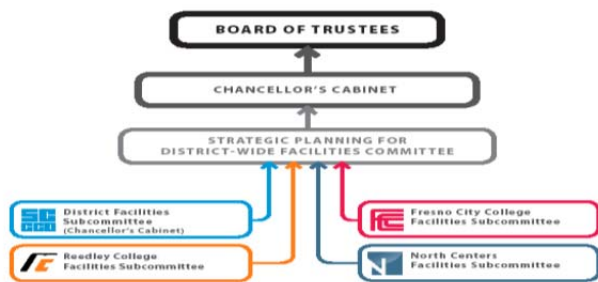 BOARD OF TRUSTEES
CHANCELLOR'S CABINET
STRATEGIC PLANNING FOR
DISTRICT-WIDE FACILITIES COMMITTEE
SCCCD
District Facilities
Subcommittee
(Chancellor's Cabinet)
FCC
Fresno City College
Facilities Subcommittee
Reedley College
Facilities Subcommittee
North Centers
Facilities Subcommittee